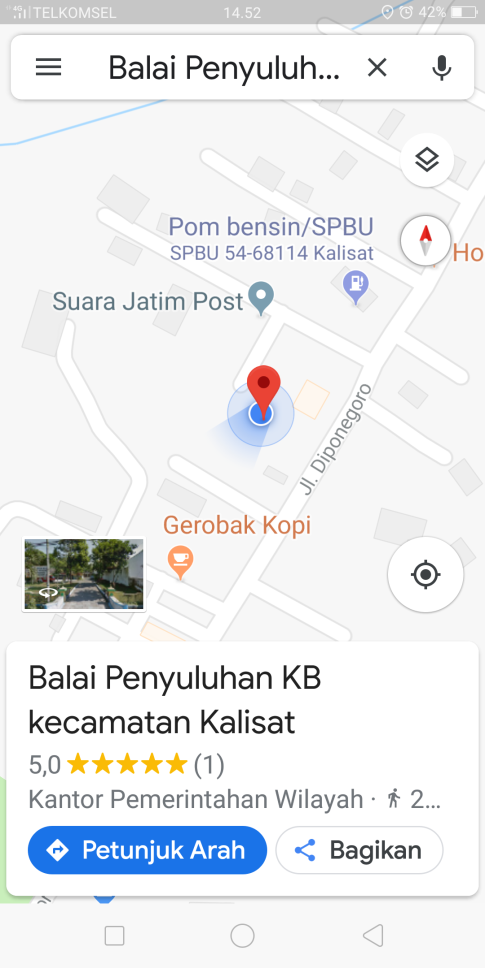 4G TELKOMSEL 14.52 42%
Balai Penyuluh...
Pom bensin/SPBU
SPBU 54-68114 Kalisat
Ho
Suara Jatim Post
Jl. Diponegoro
Gerobak Kopi
Balai Penyuluhan KB
kecamatan Kalisat
5,0 (1)
Kantor Pemerintahan Wilayah · 2...
Petunjuk Arah
Bagikan